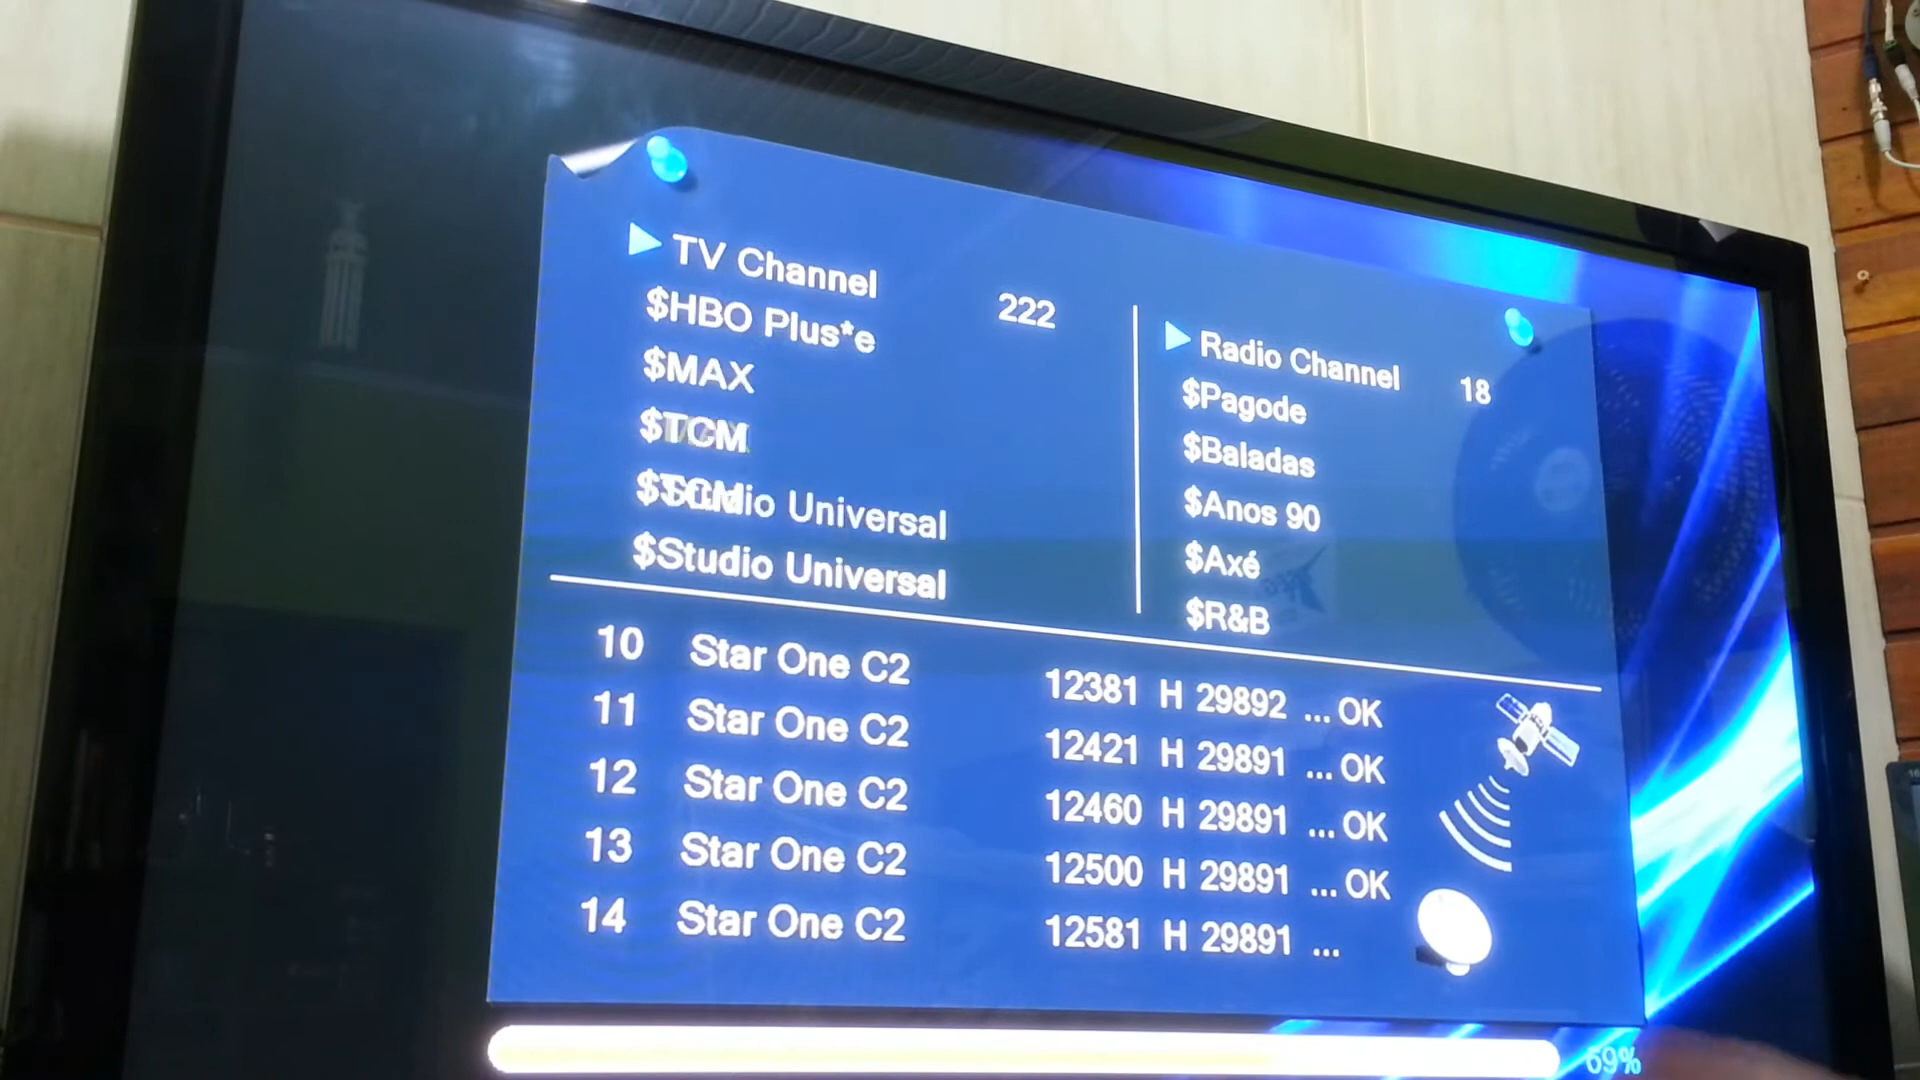 TV Channel 222
$HBO Plus*e
$MAX
$TCM
$Studio Universal
$Studio Universal
Radio Channel 18
$Pagode
$Baladas
$Anos 90
$Axé
$R&B
10 Star One C2 12381 H 29892 ... OK
11 Star One C2 12421 H 29891 ... OK
12 Star One C2 12460 H 29891 ... OK
13 Star One C2 12500 H 29891 ... OK
14 Star One C2 12581 H 29891 ...
69%